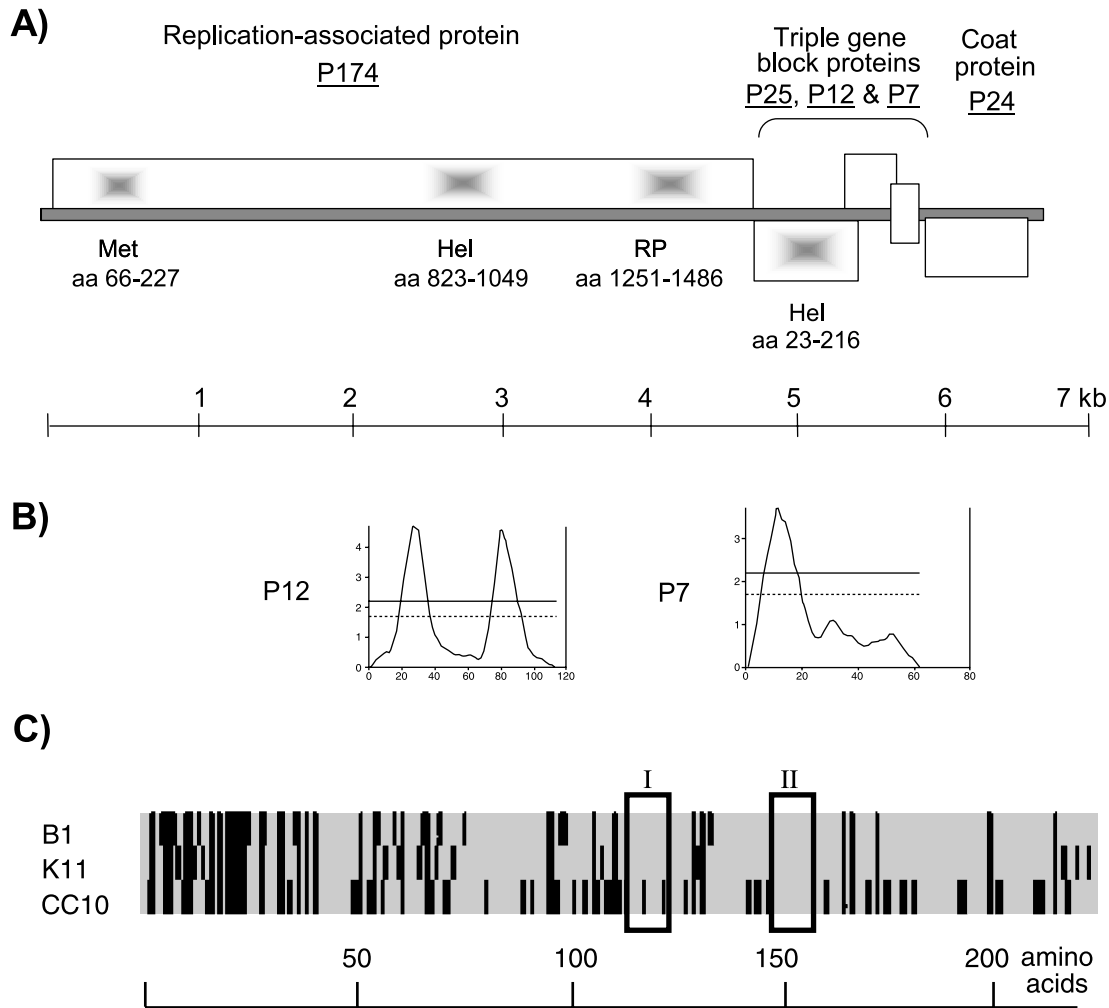 A)
Replication-associated protein
P174
Triple gene
block proteins
P25, P12 & P7
Coat
protein
P24
Met
aa 66-227
Hel
aa 823-1049
RP
aa 1251-1486
Hel
aa 23-216
1 2 3 4 5 6 7 kb
B)
P12
4
3
2
1
0
0 20 40 60 80 100 120
P7
3
2
1
0
0 20 40 60 80
C)
I II
B1
K11
CC10
50 100 150 200 amino
acids